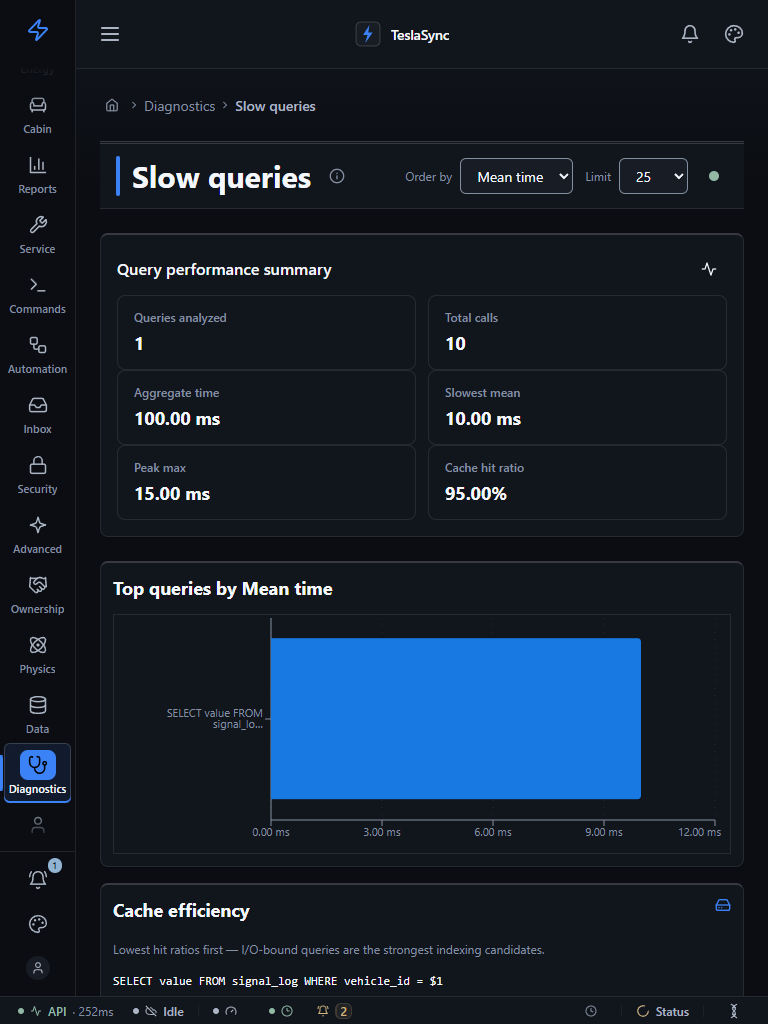 TeslaSync
Energy
Cabin
Reports
Service
Commands
Automation
Inbox
Security
Advanced
Ownership
Physics
Data
Diagnostics
1
Diagnostics
Slow queries
Slow queries
Order by
Mean time
Limit
25
Query performance summary
Queries analyzed
1
Total calls
10
Aggregate time
100.00 ms
Slowest mean
10.00 ms
Peak max
15.00 ms
Cache hit ratio
95.00%
Top queries by Mean time
SELECT value FROM
signal_lo...
0.00 ms
3.00 ms
6.00 ms
9.00 ms
12.00 ms
Cache efficiency
Lowest hit ratios first — I/O-bound queries are the strongest indexing candidates.
SELECT value FROM signal_log WHERE vehicle_id = $1
API · 252ms
Idle
2
Status